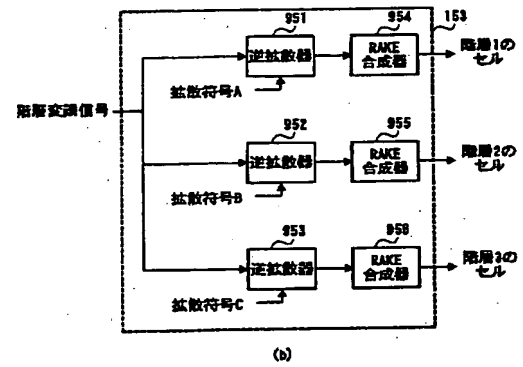 951
954
153
逆拡散器
RAKE
合成器
階層1の
セル
拡散符号A
階層変調信号
952
955
逆拡散器
RAKE
合成器
階層2の
セル
拡散符号B
953
956
逆拡散器
RAKE
合成器
階層3の
セル
拡散符号C
(b)